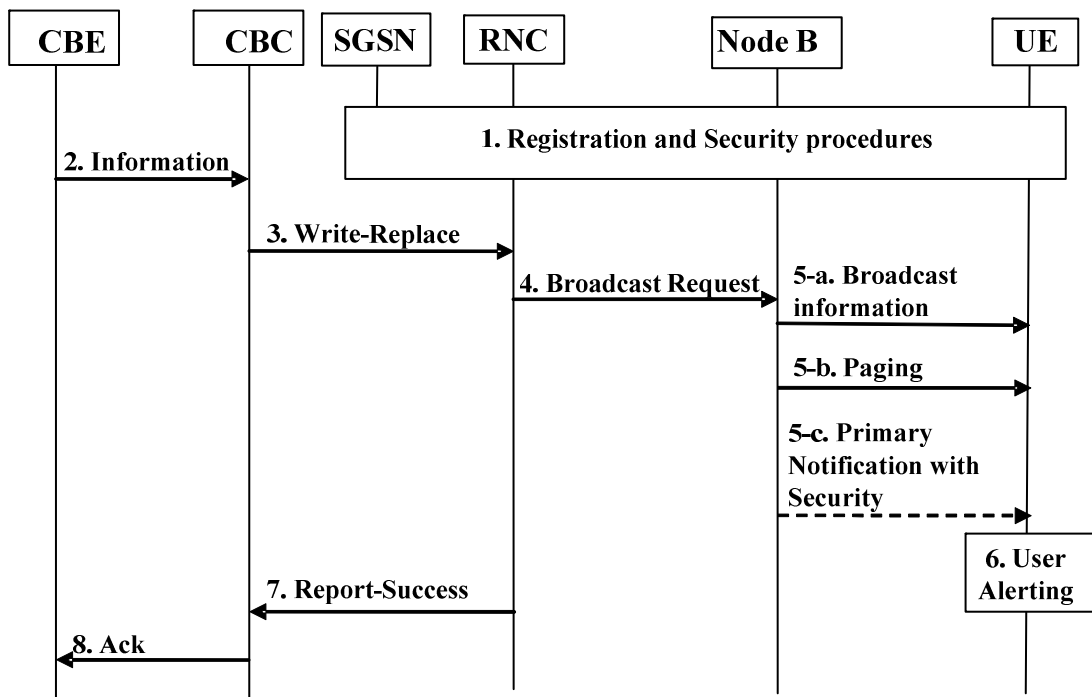 CBE
CBC
SGSN
RNC
Node B
UE
1. Registration and Security procedures
2. Information
3. Write-Replace
4. Broadcast Request
5-a. Broadcast
information
5-b. Paging
5-c. Primary
Notification with
Security
6. User
Alerting
7. Report-Success
8. Ack